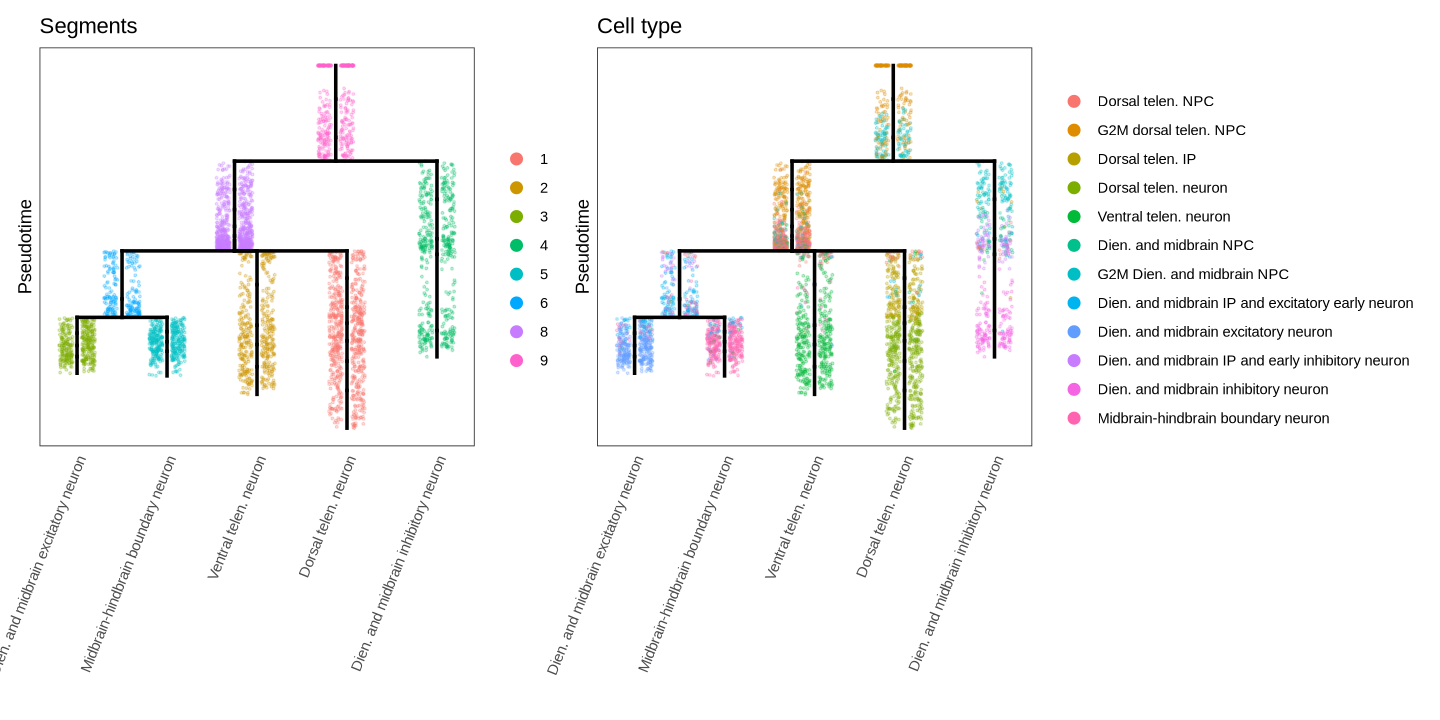 Segments
Pseudotime
1
2
3
4
5
6
8
9
en. and midbrain excitatory neuron
Midbrain-hindbrain boundary neuron
Ventral telen. neuron
Dorsal telen. neuron
Dien. and midbrain inhibitory neuron
Cell type
Pseudotime
Dorsal telen. NPC
G2M dorsal telen. NPC
Dorsal telen. IP
Dorsal telen. neuron
Ventral telen. neuron
Dien. and midbrain NPC
G2M Dien. and midbrain NPC
Dien. and midbrain IP and excitatory early neuron
Dien. and midbrain excitatory neuron
Dien. and midbrain IP and early inhibitory neuron
Dien. and midbrain inhibitory neuron
Midbrain-hindbrain boundary neuron
Dien. and midbrain excitatory neuron
Midbrain-hindbrain boundary neuron
Ventral telen. neuron
Dorsal telen. neuron
Dien. and midbrain inhibitory neuron